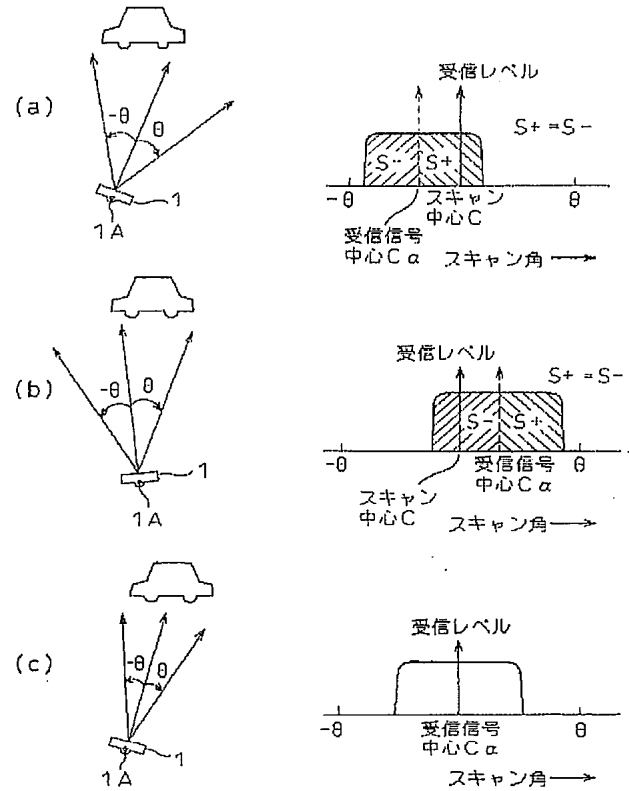 (a)
-θ
θ
1
1A
受信レベル
S+ =S-
S-
S+
-θ
スキャン
中心C
θ
受信信号
中心Cα
スキャン角
(b)
-θ
θ
1
1A
受信レベル
S+ =S-
S-
S+
-θ
受信信号
中心Cα
θ
スキャン
中心C
スキャン角
(c)
-θ
θ
1
1A
受信レベル
-θ
受信信号
中心Cα
θ
スキャン角